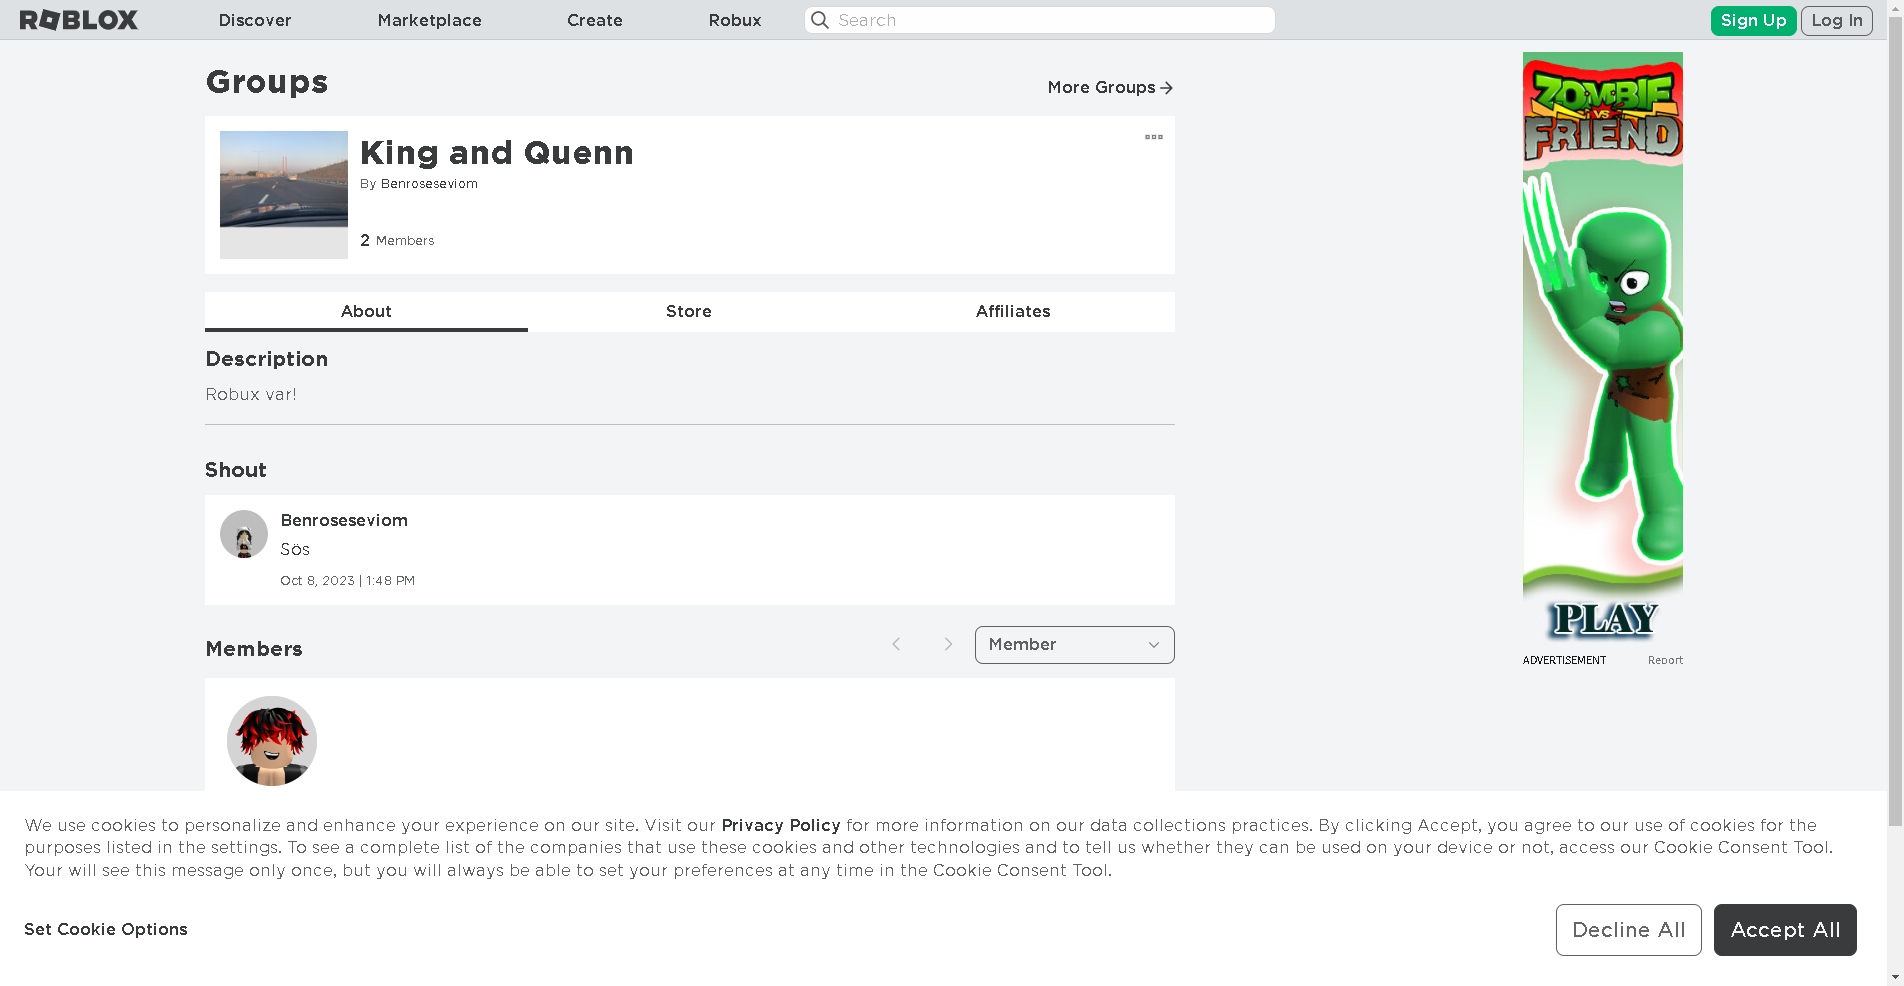 ROBLOX
Discover
Marketplace
Create
Robux
Search
Sign Up
Log In
Groups
More Groups
King and Quenn
By Benroseseviom
2 Members
About
Store
Affiliates
Description
Robux var!
Shout
Benroseseviom
Sös
Oct 8, 2023 | 1:48 PM
Members
Member
ZOMBIE
VS
FRIEND
PLAY
ADVERTISEMENT
Report
We use cookies to personalize and enhance your experience on our site. Visit our Privacy Policy for more information on our data collections practices. By clicking Accept, you agree to our use of cookies for the
purposes listed in the settings. To see a complete list of the companies that use these cookies and other technologies and to tell us whether they can be used on your device or not, access our Cookie Consent Tool.
Your will see this message only once, but you will always be able to set your preferences at any time in the Cookie Consent Tool.
Set Cookie Options
Decline All
Accept All